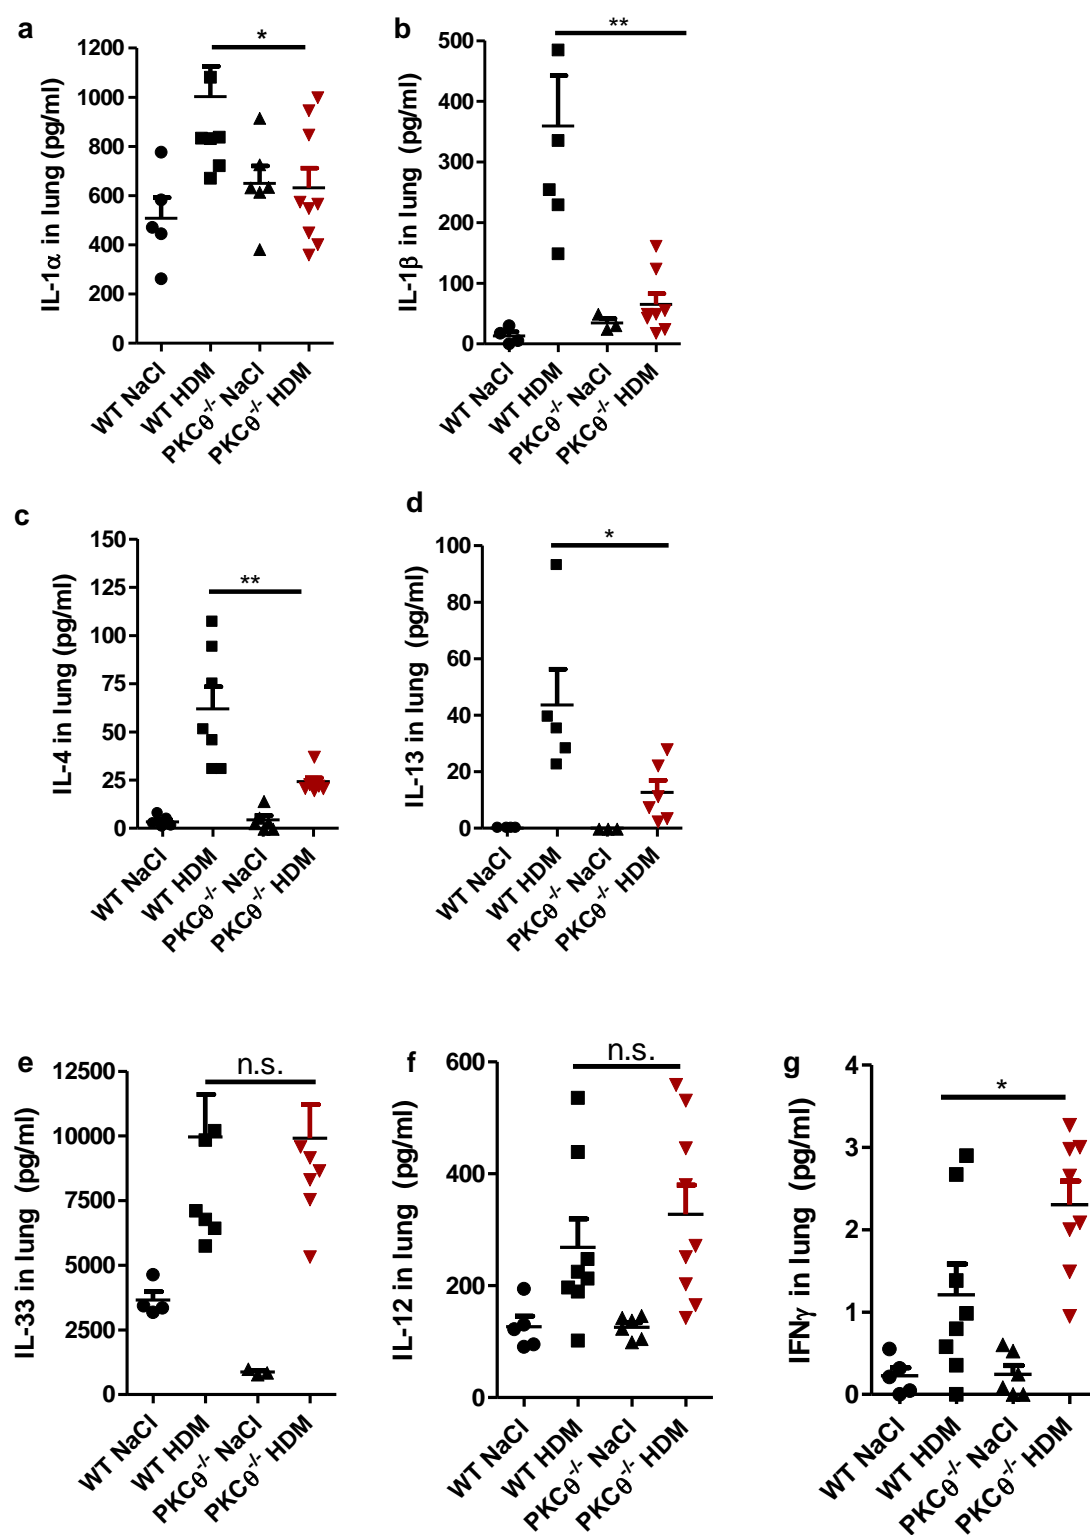 a
*
IL-1α in lung (pg/ml)
1200
1000
800
600
400
200
0
WT NaCl
WT HDM
PKCθ-/- NaCl
PKCθ-/- HDM
b
**
IL-1β in lung (pg/ml)
500
400
300
200
100
0
WT NaCl
WT HDM
PKCθ-/- NaCl
PKCθ-/- HDM
c
**
IL-4 in lung (pg/ml)
150
125
100
75
50
25
0
WT NaCl
WT HDM
PKCθ-/- NaCl
PKCθ-/- HDM
d
*
IL-13 in lung (pg/ml)
100
80
60
40
20
0
WT NaCl
WT HDM
PKCθ-/- NaCl
PKCθ-/- HDM
e
n.s.
IL-33 in lung (pg/ml)
12500
10000
7500
5000
2500
0
WT NaCl
WT HDM
PKCθ-/- NaCl
PKCθ-/- HDM
f
n.s.
IL-12 in lung (pg/ml)
600
400
200
0
WT NaCl
WT HDM
PKCθ-/- NaCl
PKCθ-/- HDM
g
*
IFNγ in lung (pg/ml)
4
3
2
1
0
WT NaCl
WT HDM
PKCθ-/- NaCl
PKCθ-/- HDM